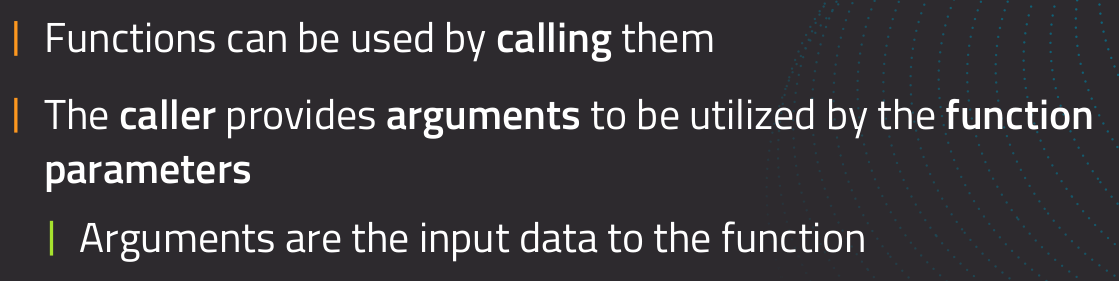 Functions can be used by calling them
The caller provides arguments to be utilized by the function
parameters
Arguments are the input data to the function